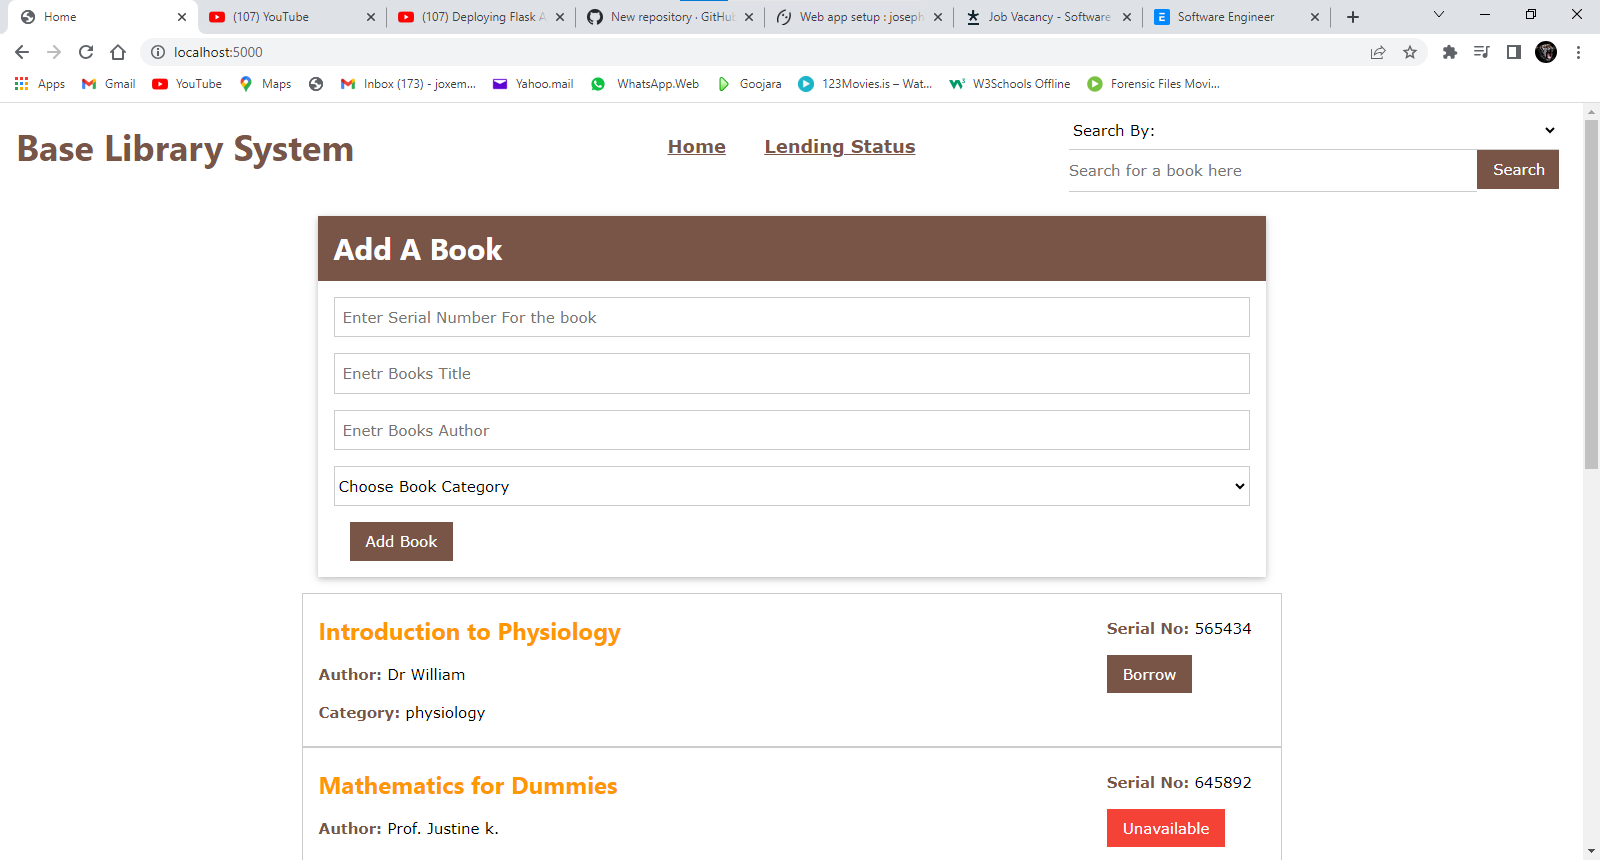 Home
(107) YouTube
(107) Deploying Flask A
New repository · GitHub
Web app setup : joseph
Job Vacancy - Software
Software Engineer
localhost:5000
Apps
Gmail
YouTube
Maps
Inbox (173) - joxem...
Yahoo.mail
WhatsApp.Web
Goojara
123Movies.is – Wat...
W3Schools Offline
Forensic Files Movi...
Base Library System
Home
Lending Status
Search By:
Search for a book here
Search
Add A Book
Enter Serial Number For the book
Enetr Books Title
Enetr Books Author
Choose Book Category
Add Book
Introduction to Physiology
Serial No: 565434
Author: Dr William
Borrow
Category: physiology
Mathematics for Dummies
Serial No: 645892
Author: Prof. Justine k.
Unavailable